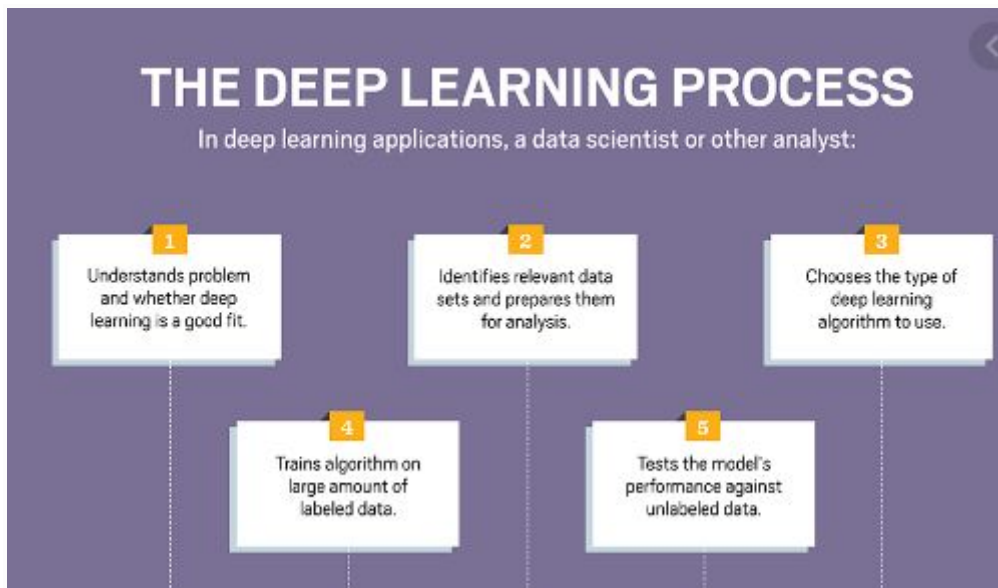 THE DEEP LEARNING PROCESS
In deep learning applications, a data scientist or other analyst:
1
Understands problem
and whether deep
learning is a good fit.
2
Identifies relevant data
sets and prepares them
for analysis.
3
Chooses the type of
deep learning
algorithm to use.
4
Trains algorithm on
large amount of
labeled data.
5
Tests the model's
performance against
unlabeled data.